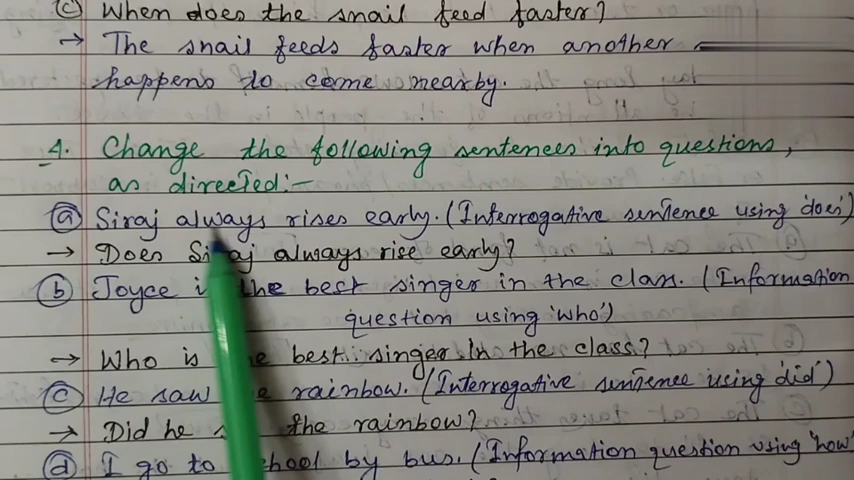 (c) When does the snail feed faster?
→ The snail feeds faster when another
happens to come nearby.
4. Change the following sentences into questions,
as directed:-
(a) Siraj always rises early. (Interrogative sentence using does)
→ Does Siraj always rise early?
(b) Joyce is the best singer in the class. (Information
question using 'who')
→ Who is the best singer in the class?
(c) He saw the rainbow. (Interrogative sentence using did)
→ Did he the rainbow?
(d) I go to school by bus. (Information question using 'how'